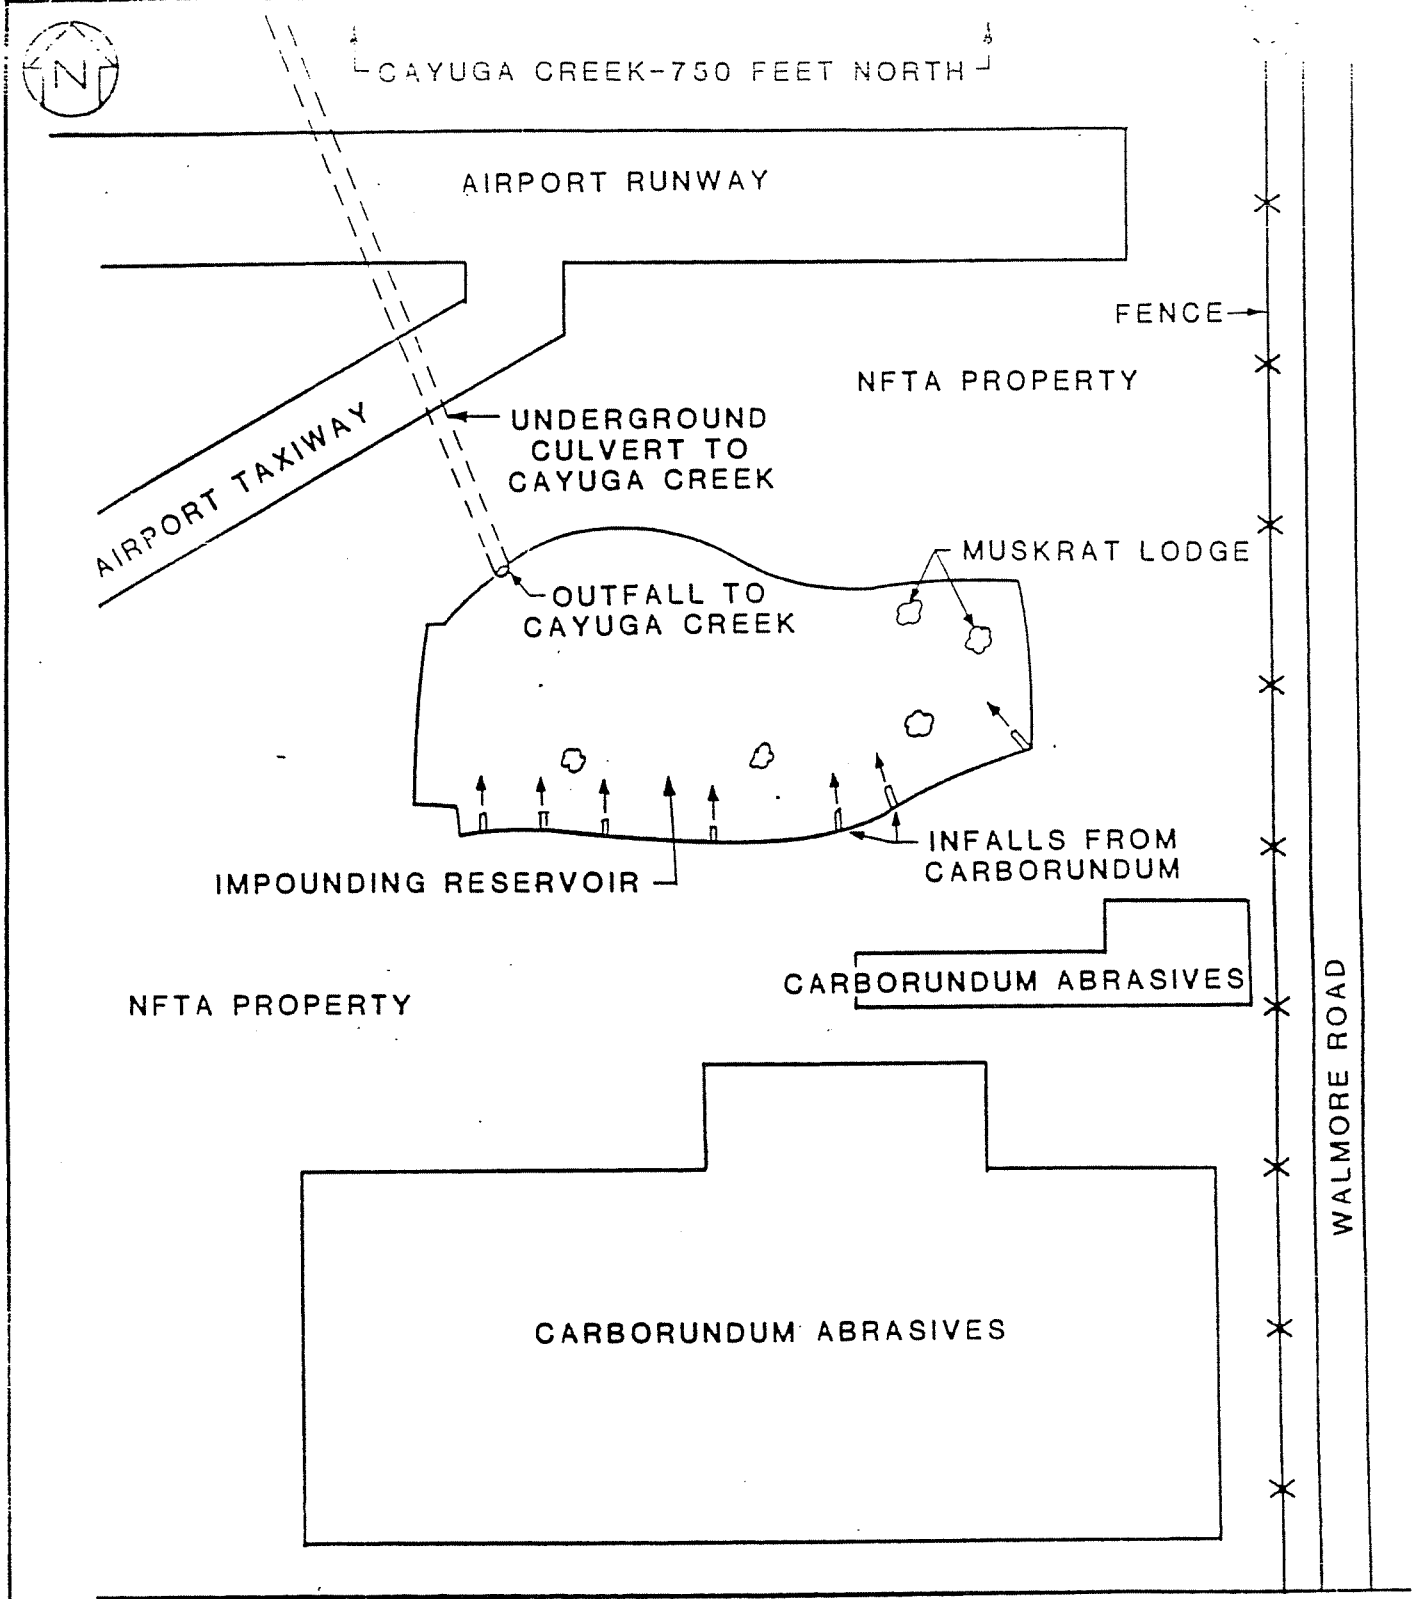 N
CAYUGA CREEK-750 FEET NORTH
AIRPORT RUNWAY
FENCE
NFTA PROPERTY
UNDERGROUND
CULVERT TO
CAYUGA CREEK
AIRPORT TAXIWAY
MUSKRAT LODGE
OUTFALL TO
CAYUGA CREEK
INFALLS FROM
CARBORUNDUM
IMPOUNDING RESERVOIR
CARBORUNDUM ABRASIVES
NFTA PROPERTY
WALMORE ROAD
CARBORUNDUM ABRASIVES